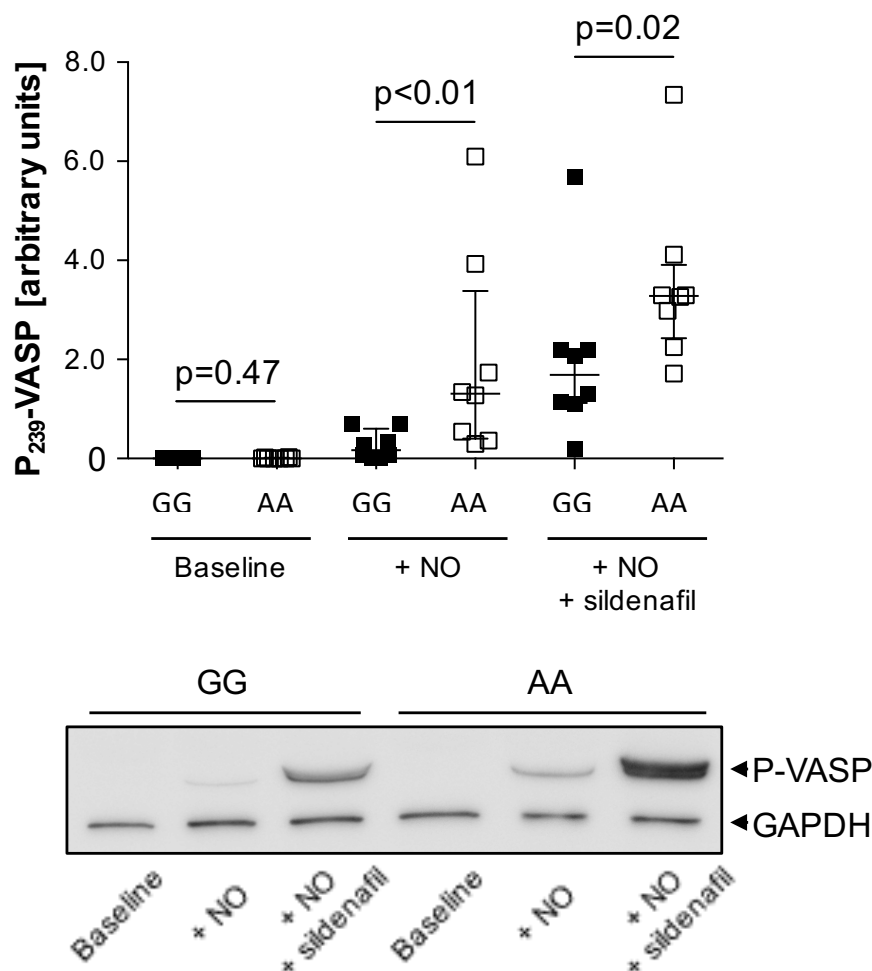 p=0.02
8.0
p<0.01
6.0
4.0
2.0
p=0.47
0
P239-VASP [arbitrary units]
GG AA GG AA GG AA
Baseline + NO + NO
+ sildenafil
GG AA
P-VASP
GAPDH
Baseline + NO + NO + sildenafil Baseline + NO + NO + sildenafil